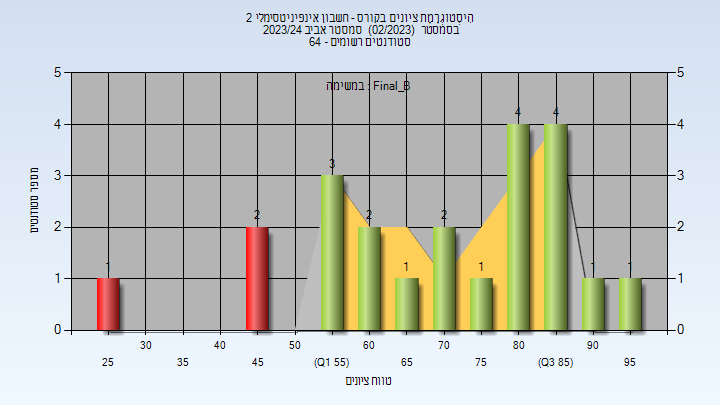 הִיסְטוֹגְרָמַת ציונים בקורס - חשבון אינפיניטסימלי 2
בסמסטר (02/2023) סמסטר אביב 2023/24
סטודנטים רשומים - 64
במשימה : Final_B
מספר סטודנטים
5 5
4 4
3 3
2 2
1 1
0 0
1 2 3 2 1 2 1 4 4 1 1
30 40 50 60 70 80 90
25 35 45 (Q1 55) 65 75 (Q3 85) 95
טווח ציונים